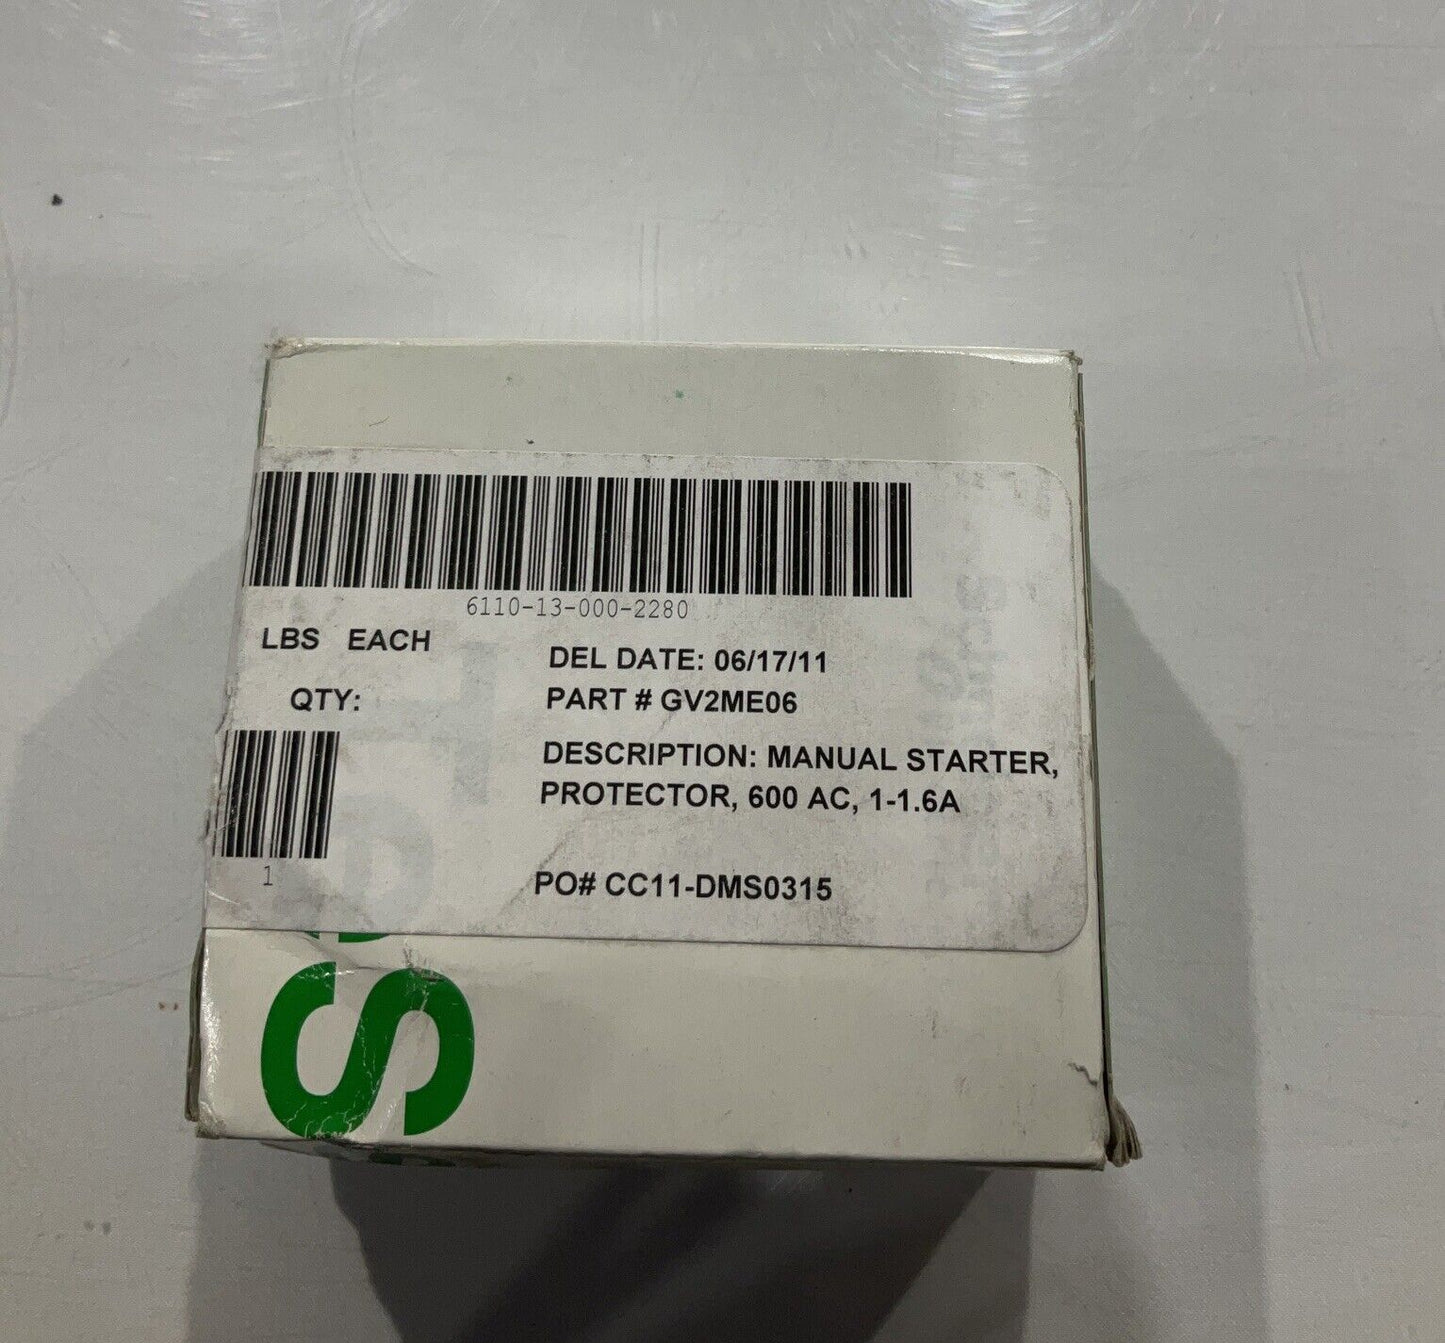 6110-13-000-2280
LBS EACH
DEL DATE: 06/17/11
QTY:
PART # GV2ME06
DESCRIPTION: MANUAL STARTER,
PROTECTOR, 600 AC, 1-1.6A
1
PO# CC11-DMS0315
S